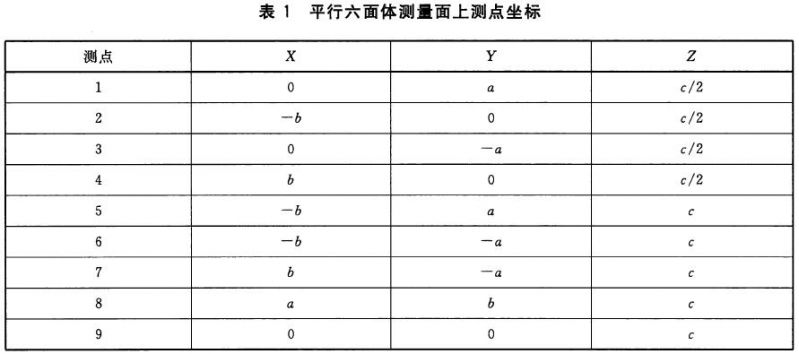 表 1 平行六面体测量面上测点坐标
测点 X Y Z
1 0 a c/2
2 −b 0 c/2
3 0 −a c/2
4 b 0 c/2
5 −b a c
6 −b −a c
7 b −a c
8 a b c
9 0 0 c